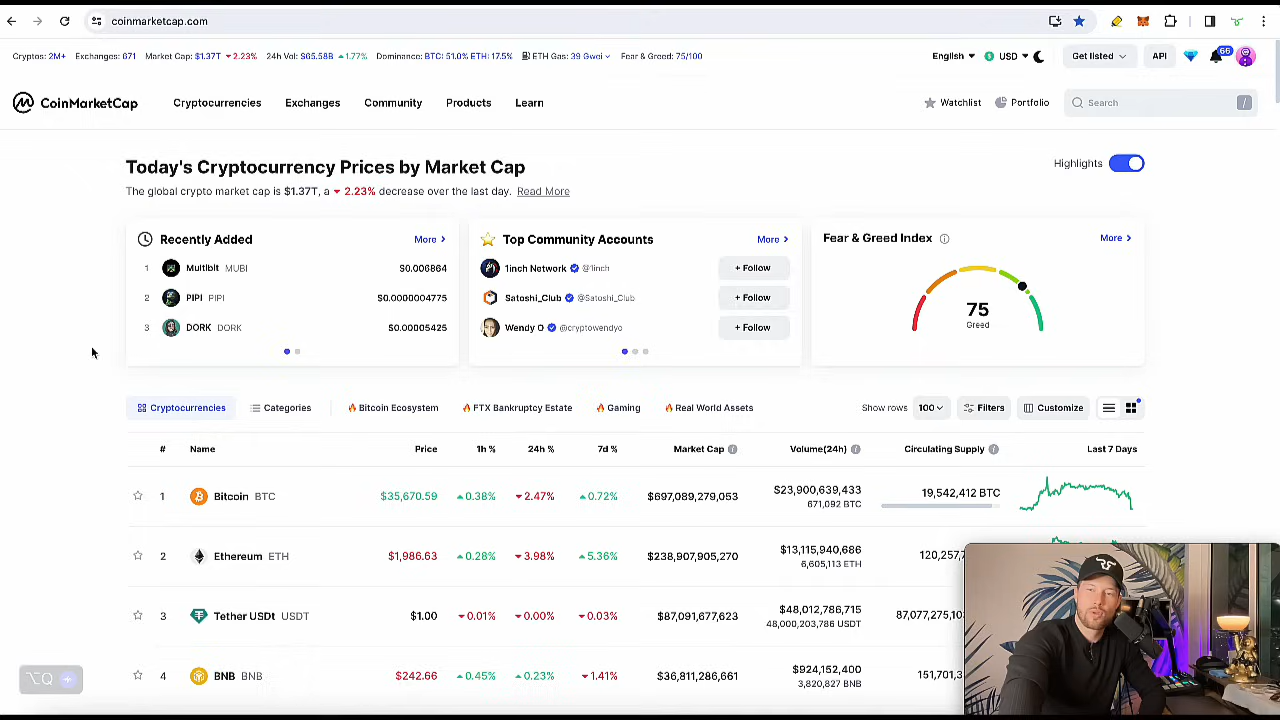 coinmarketcap.com
Cryptos: 2M+ Exchanges: 671 Market Cap: $1.37T 2.23% 24h Vol: $65.58B 1.77% Dominance: BTC: 51.0% ETH: 17.5% ETH Gas: 39 Gwei Fear & Greed: 75/100 English USD Get listed API 66
CoinMarketCap Cryptocurrencies Exchanges Community Products Learn Watchlist Portfolio Search /
Today's Cryptocurrency Prices by Market Cap Highlights
The global crypto market cap is $1.37T, a 2.23% decrease over the last day. Read More
Recently Added More
1 Multibit MUBI $0.006864
2 PIPI PIPI $0.0000004775
3 DORK DORK $0.00005425
Top Community Accounts More
1inch Network @1inch + Follow
Satoshi_Club @Satoshi_Club + Follow
Wendy O @cryptowendyo + Follow
Fear & Greed Index More
75
Greed
Cryptocurrencies Categories Bitcoin Ecosystem FTX Bankruptcy Estate Gaming Real World Assets Show rows 100 Filters Customize
# Name Price 1h % 24h % 7d % Market Cap Volume(24h) Circulating Supply Last 7 Days
1 Bitcoin BTC $35,670.59 0.38% 2.47% 0.72% $697,089,279,053 $23,900,639,433 19,542,412 BTC
671,092 BTC
2 Ethereum ETH $1,986.63 0.28% 3.98% 5.36% $238,907,905,270 $13,115,940,686 120,257,
6,605,113 ETH
3 Tether USDt USDT $1.00 0.01% 0.00% 0.03% $87,091,677,623 $48,012,786,715 87,077,275,10
48,000,203,786 USDT
4 BNB BNB $242.66 0.45% 0.23% 1.41% $36,811,286,661 $924,152,400 151,701,
3,820,827 BNB
⌥Q